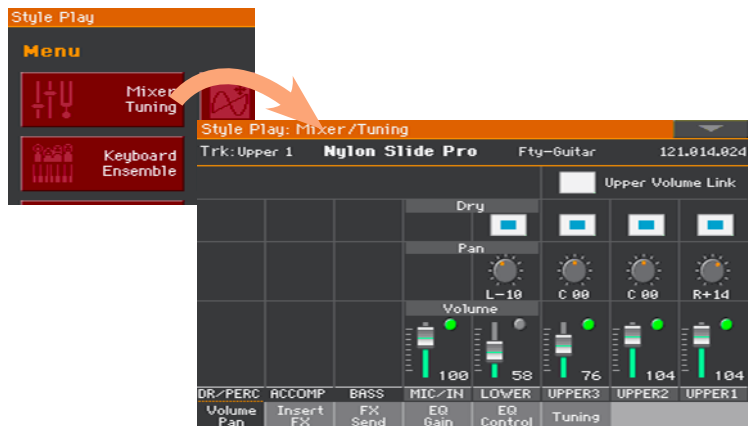 Style Play
Menu
Mixer
Tuning
Keyboard
Ensemble
Style Play: Mixer/Tuning
Trk:Upper 1 Nylon Slide Pro Fty-Guitar 121.014.024
Upper Volume Link
Dry
Pan
L-10 C 00 C 00 R+14
Volume
100 58 76 104 104
DR/PERC ACCOMP BASS MIC/IN LOWER UPPER3 UPPER2 UPPER1
Volume Pan Insert FX FX Send EQ Gain EQ Control Tuning